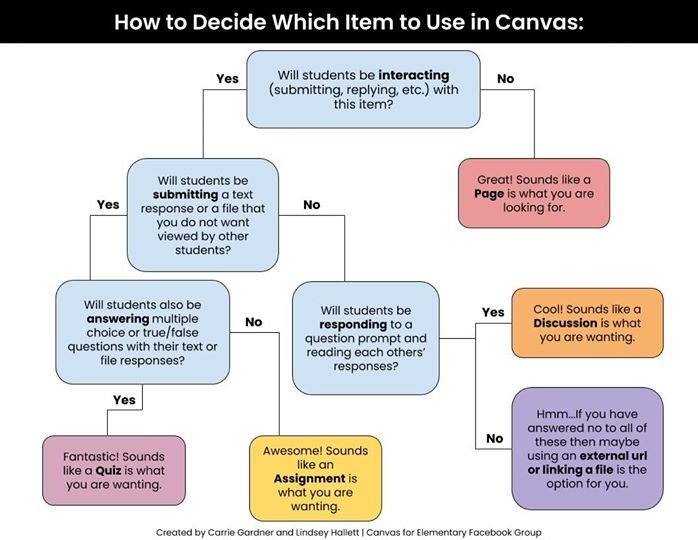 How to Decide Which Item to Use in Canvas:
Will students be interacting
(submitting, replying, etc.) with
this item?
Yes
No
Will students be
submitting a text
response or a file that
you do not want
viewed by other
students?
Great! Sounds like a
Page is what you are
looking for.
Yes
No
Will students also be
answering multiple
choice or true/false
questions with their text or
file responses?
Will students be
responding to a
question prompt and
reading each others’
responses?
Yes
Cool! Sounds like a
Discussion is what
you are wanting.
No
Yes
No
Hmm...If you have
answered no to all of
these then maybe
using an external url
or linking a file is the
option for you.
Fantastic! Sounds
like a Quiz is what
you are wanting.
Awesome! Sounds
like an
Assignment is
what you are
wanting.
Created by Carrie Gardner and Lindsey Hallett | Canvas for Elementary Facebook Group